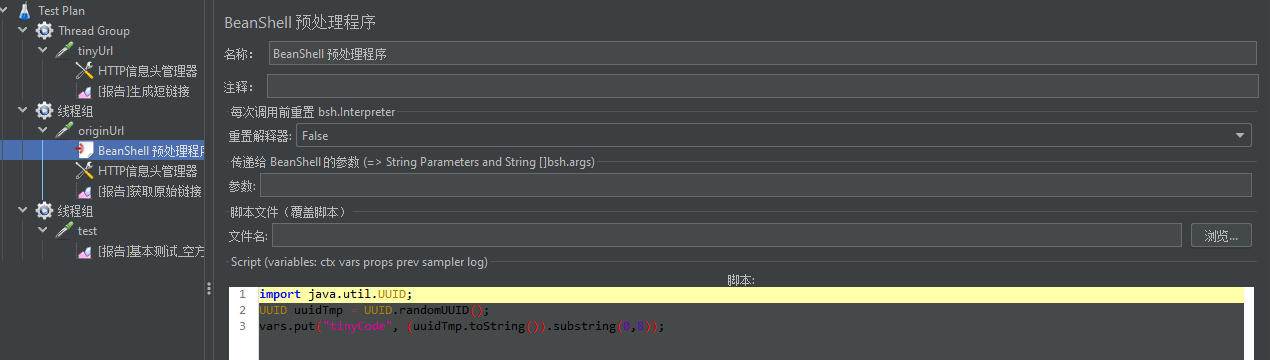 Test Plan
Thread Group
tinyUrl
HTTP信息头管理器
[报告]生成短链接
线程组
originUrl
BeanShell 预处理程序
HTTP信息头管理器
[报告]获取原始链接
线程组
test
[报告]基本测试_空方
BeanShell 预处理程序
名称: BeanShell 预处理程序
注释:
每次调用前重置 bsh.Interpreter
重置解释器: False
传递给 BeanShell 的参数 (=> String Parameters and String []bsh.args)
参数:
脚本文件（覆盖脚本）
文件名: 浏览...
Script (variables: ctx vars props prev sampler log)
脚本:
1 import java.util.UUID;
2 UUID uuidTmp = UUID.randomUUID();
3 vars.put("tinyCode", (uuidTmp.toString()).substring(0,8));